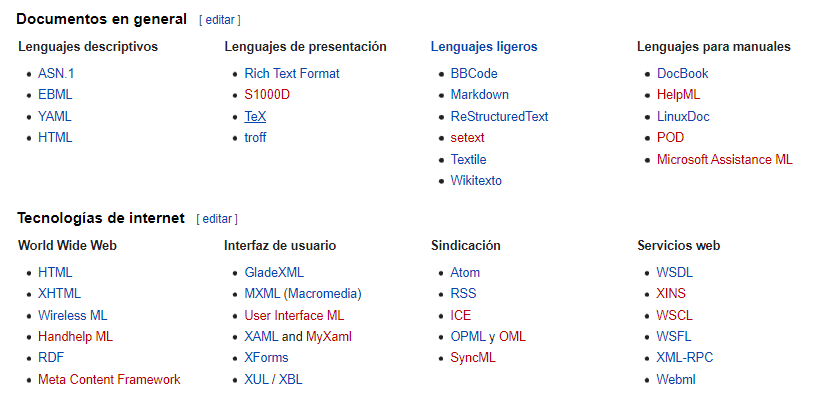 Documentos en general [ editar ]
Lenguajes descriptivos
ASN.1
EBML
YAML
HTML
Lenguajes de presentación
Rich Text Format
S1000D
TeX
troff
Lenguajes ligeros
BBCode
Markdown
ReStructuredText
setext
Textile
Wikitexto
Lenguajes para manuales
DocBook
HelpML
LinuxDoc
POD
Microsoft Assistance ML
Tecnologías de internet [ editar ]
World Wide Web
HTML
XHTML
Wireless ML
Handhelp ML
RDF
Meta Content Framework
Interfaz de usuario
GladeXML
MXML (Macromedia)
User Interface ML
XAML and MyXaml
XForms
XUL / XBL
Sindicación
Atom
RSS
ICE
OPML y OML
SyncML
Servicios web
WSDL
XINS
WSCL
WSFL
XML-RPC
Webml